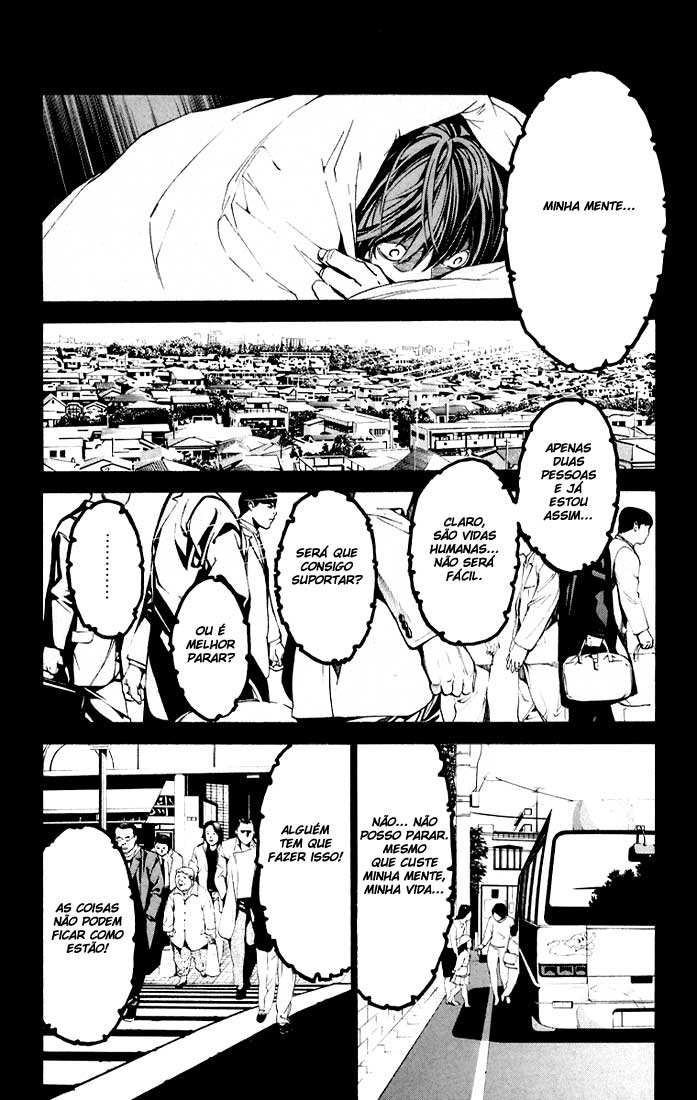 MINHA MENTE...
APENAS
DUAS
PESSOAS
E JÁ
ESTOU
ASSIM...
CLARO,
SÃO VIDAS
HUMANAS...
NÃO SERÁ
FÁCIL.
SERÁ QUE
CONSIGO
SUPORTAR?
OU É
MELHOR
PARAR?
.........
NÃO... NÃO
POSSO PARAR.
MESMO
QUE CUSTE
MINHA MENTE,
MINHA VIDA...
ALGUÉM
TEM QUE
FAZER ISSO!
AS COISAS
NÃO PODEM
FICAR COMO
ESTÃO!